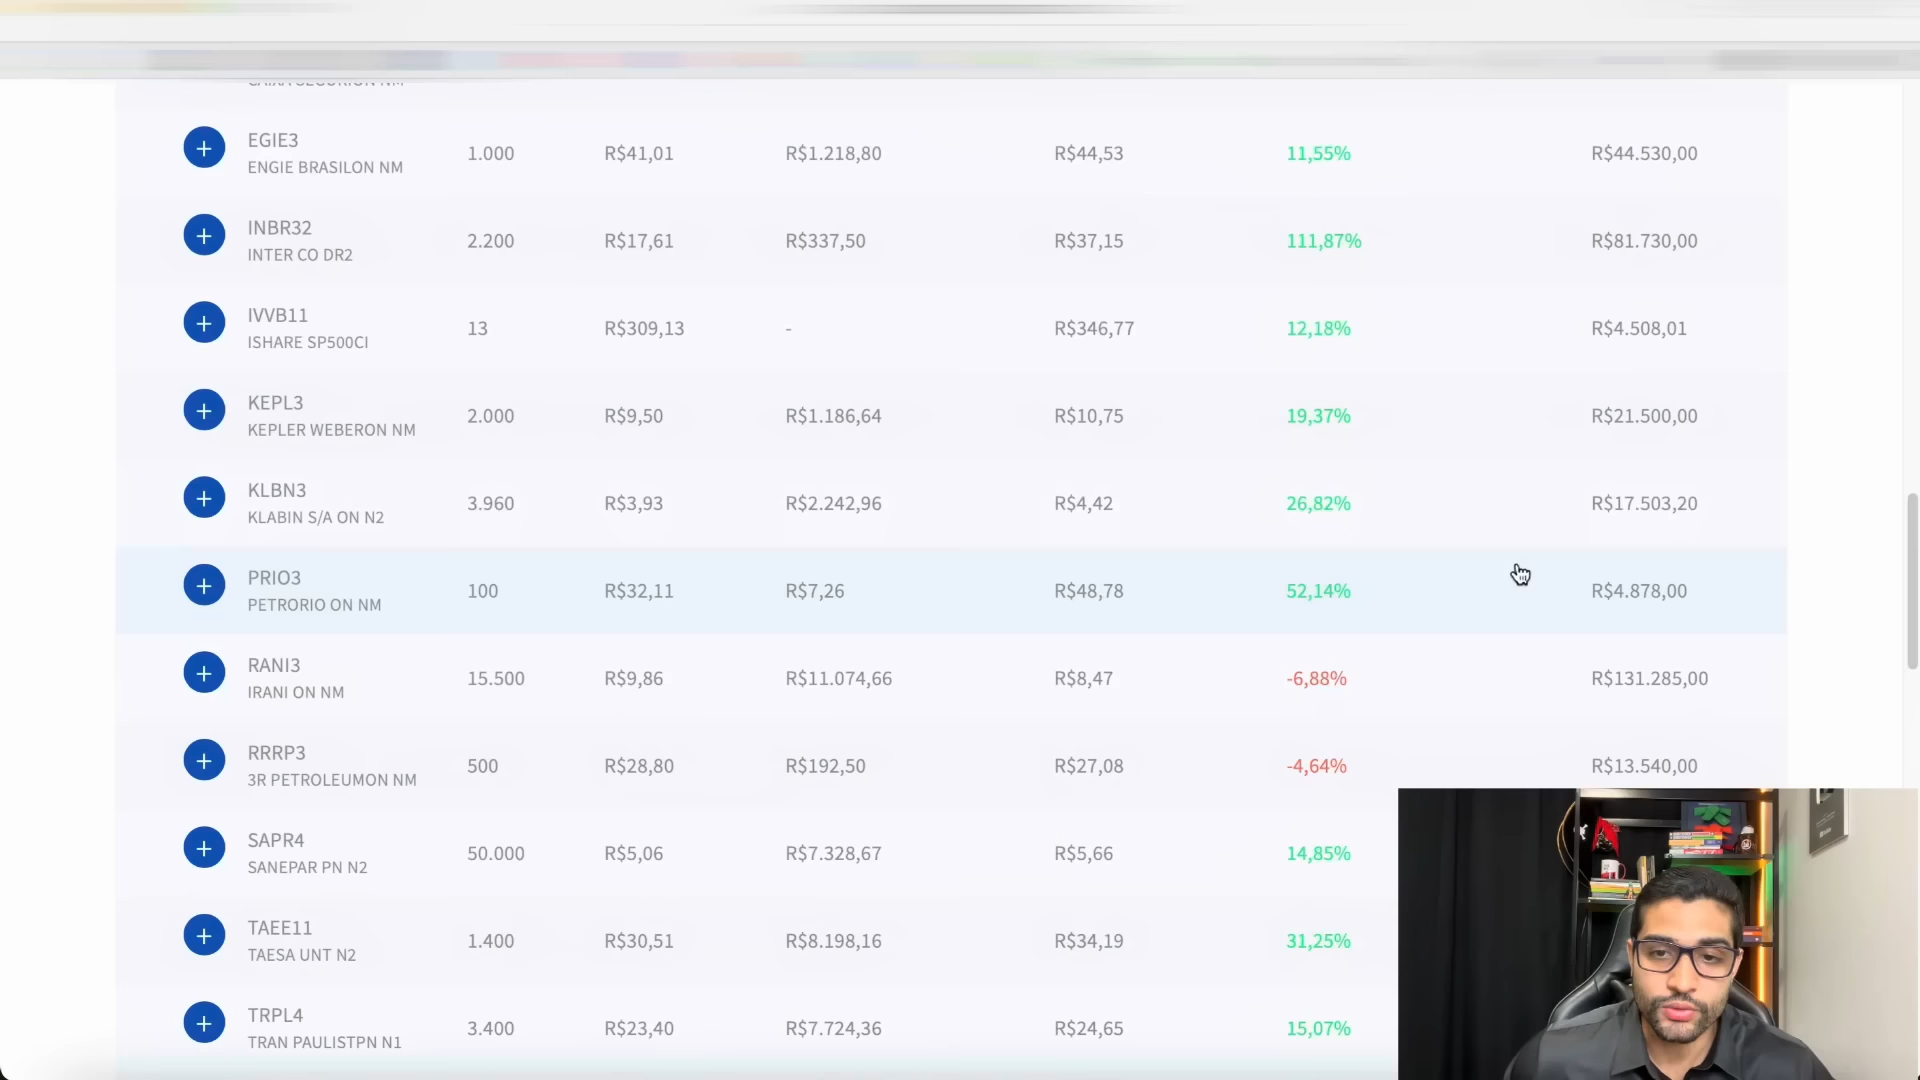 EGIE3 1.000 R$41,01 R$1.218,80 R$44,53 11,55% R$44.530,00
ENGIE BRASILON NM
INBR32 2.200 R$17,61 R$337,50 R$37,15 111,87% R$81.730,00
INTER CO DR2
IVVB11 13 R$309,13 - R$346,77 12,18% R$4.508,01
ISHARE SP500CI
KEPL3 2.000 R$9,50 R$1.186,64 R$10,75 19,37% R$21.500,00
KEPLER WEBERON NM
KLBN3 3.960 R$3,93 R$2.242,96 R$4,42 26,82% R$17.503,20
KLABIN S/A ON N2
PRIO3 100 R$32,11 R$7,26 R$48,78 52,14% R$4.878,00
PETRORIO ON NM
RANI3 15.500 R$9,86 R$11.074,66 R$8,47 -6,88% R$131.285,00
IRANI ON NM
RRRP3 500 R$28,80 R$192,50 R$27,08 -4,64% R$13.540,00
3R PETROLEUMON NM
SAPR4 50.000 R$5,06 R$7.328,67 R$5,66 14,85%
SANEPAR PN N2
TAEE11 1.400 R$30,51 R$8.198,16 R$34,19 31,25%
TAESA UNT N2
TRPL4 3.400 R$23,40 R$7.724,36 R$24,65 15,07%
TRAN PAULISTPN N1